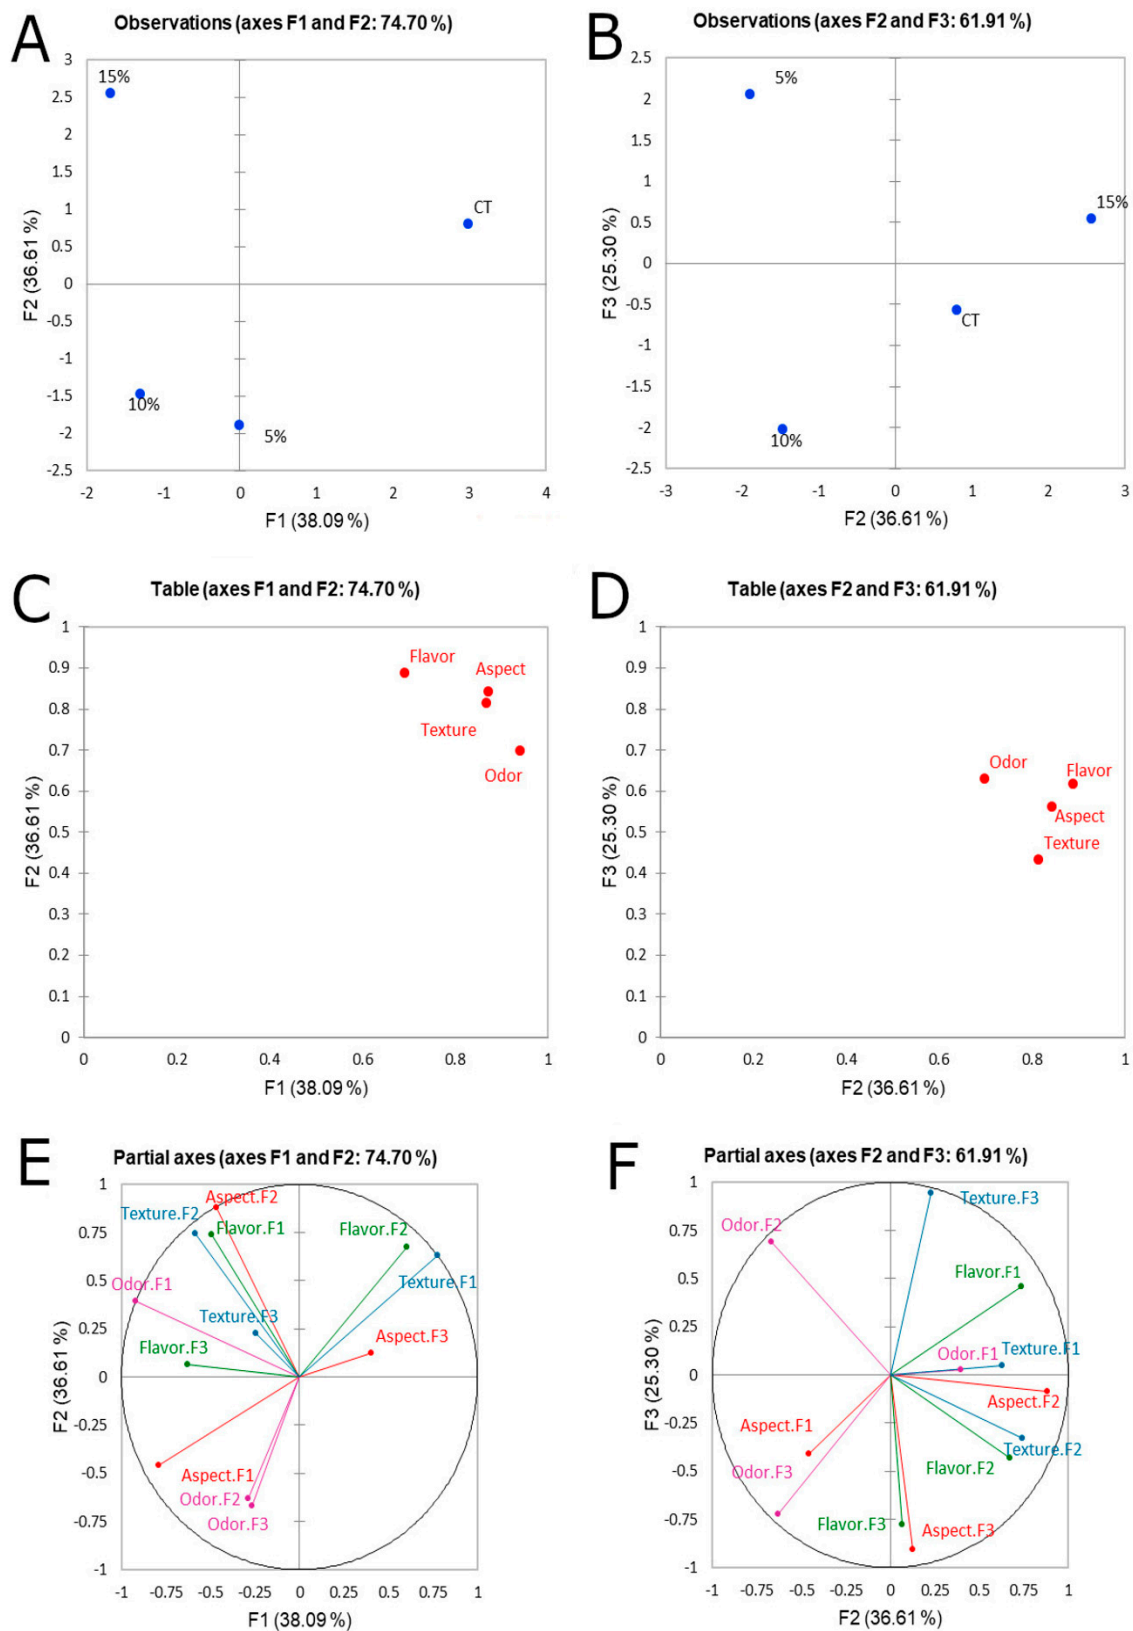 A
Observations (axes F1 and F2: 74.70 %)
3
2.5
2
1.5
1
0.5
0
-0.5
-1
-1.5
-2
-2.5
F2 (36.61 %)
15%
CT
10%
5%
-2 -1 0 1 2 3 4
F1 (38.09 %)
B
Observations (axes F2 and F3: 61.91 %)
2.5
2
1.5
1
0.5
0
-0.5
-1
-1.5
-2
-2.5
F3 (25.30 %)
5%
15%
CT
10%
-3 -2 -1 0 1 2 3
F2 (36.61 %)
C
Table (axes F1 and F2: 74.70 %)
1
0.9
0.8
0.7
0.6
0.5
0.4
0.3
0.2
0.1
0
F2 (36.61 %)
Flavor
Aspect
Texture
Odor
0 0.2 0.4 0.6 0.8 1
F1 (38.09 %)
D
Table (axes F2 and F3: 61.91 %)
1
0.9
0.8
0.7
0.6
0.5
0.4
0.3
0.2
0.1
0
F3 (25.30 %)
Odor
Flavor
Aspect
Texture
0 0.2 0.4 0.6 0.8 1
F2 (36.61 %)
E
Partial axes (axes F1 and F2: 74.70 %)
1
0.75
0.5
0.25
0
-0.25
-0.5
-0.75
-1
F2 (36.61 %)
Aspect.F2
Texture.F2
Flavor.F1
Flavor.F2
Odor.F1
Texture.F1
Texture.F3
Aspect.F3
Flavor.F3
Aspect.F1
Odor.F2
Odor.F3
-1 -0.75 -0.5 -0.25 0 0.25 0.5 0.75 1
F1 (38.09 %)
F
Partial axes (axes F2 and F3: 61.91 %)
1
0.75
0.5
0.25
0
-0.25
-0.5
-0.75
-1
F3 (25.30 %)
Texture.F3
Odor.F2
Flavor.F1
Texture.F1
Odor.F1
Aspect.F2
Aspect.F1
Texture.F2
Flavor.F2
Odor.F3
Flavor.F3
Aspect.F3
-1 -0.75 -0.5 -0.25 0 0.25 0.5 0.75 1
F2 (36.61 %)